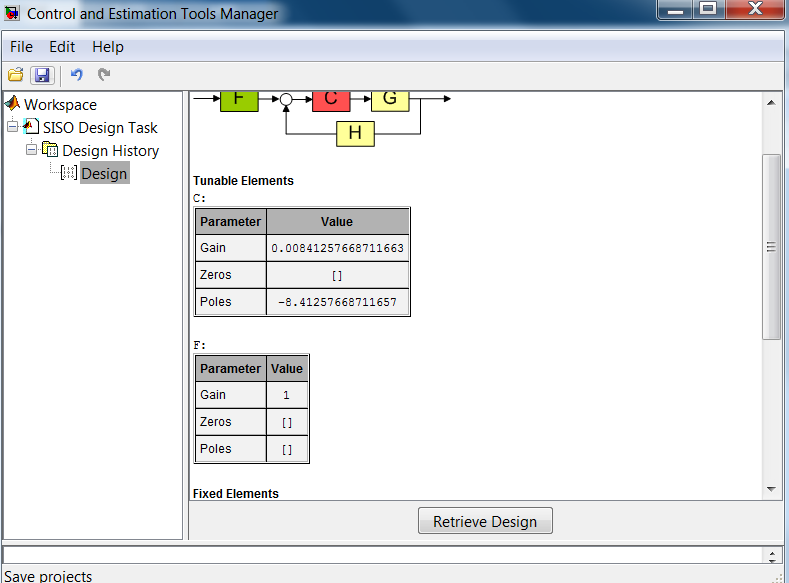 Control and Estimation Tools Manager
File Edit Help
Workspace
SISO Design Task
Design History
Design
F C G
H
Tunable Elements
C:
Parameter Value
Gain 0.00841257668711663
Zeros []
Poles -8.41257668711657
F:
Parameter Value
Gain 1
Zeros []
Poles []
Fixed Elements
Retrieve Design
Save projects